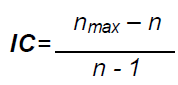 IC = n_max – n
n - 1